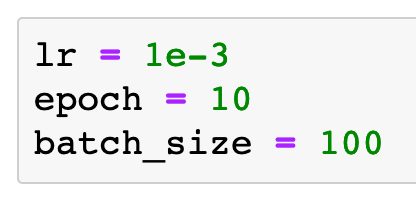 lr = 1e-3
epoch = 10
batch_size = 100